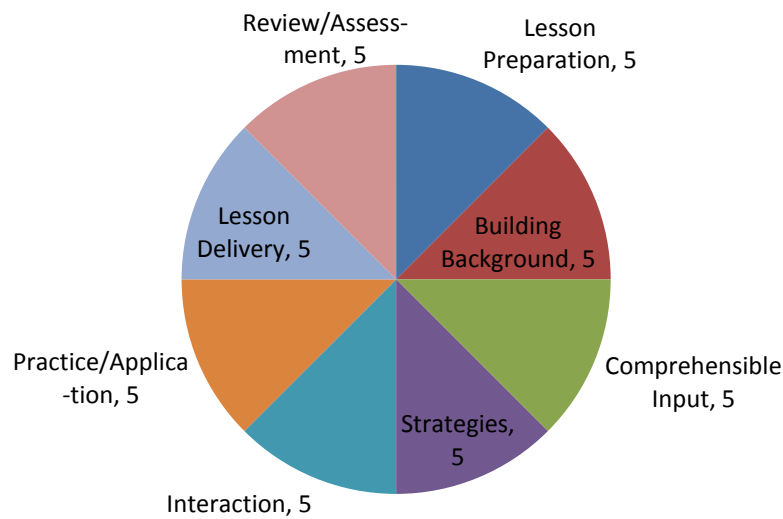 Review/Assess-
ment, 5
Lesson
Preparation, 5
Lesson
Delivery, 5
Building
Background, 5
Practice/Applica
-tion, 5
Comprehensible
Input, 5
Strategies,
5
Interaction, 5